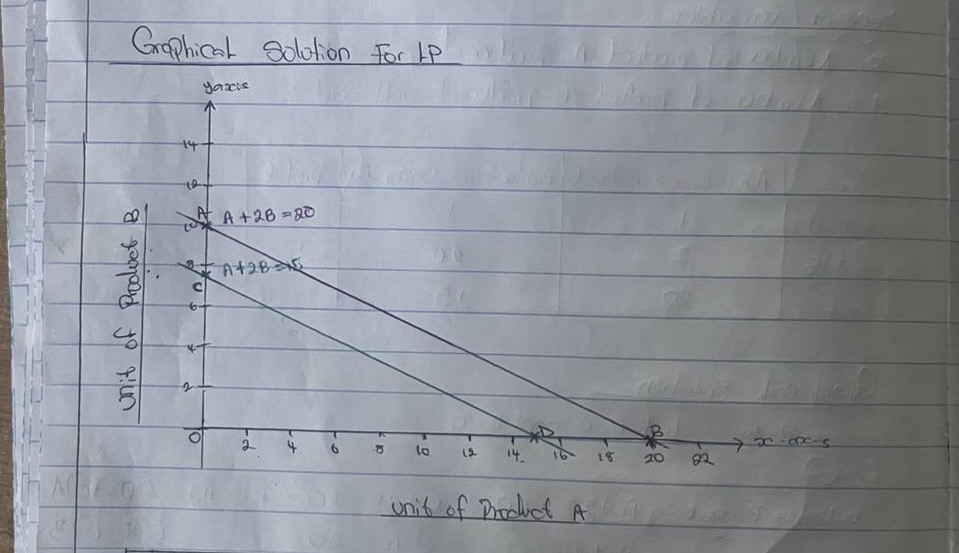 Graphical Solution For LP
y axis
14
12
A
A + 2B = 20
10
8
A + 2B = 15
C
6
4
2
unit of Product B
0
2
4
6
8
10
12
14
D
16
18
B
20
22
unit of Product A